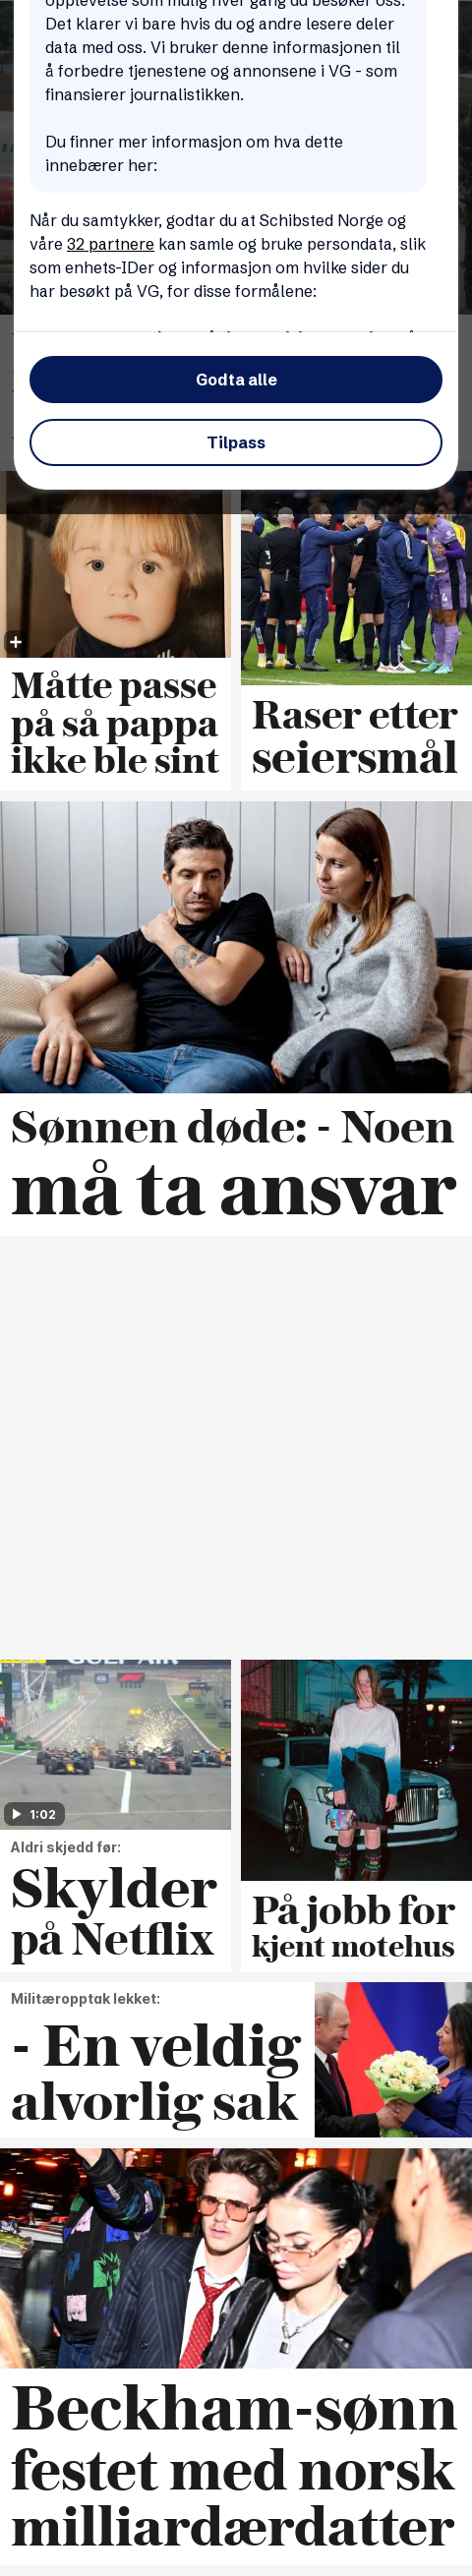 opplevelse som mulig hver gang du besøker oss.
Det klarer vi bare hvis du og andre lesere deler
data med oss. Vi bruker denne informasjonen til
å forbedre tjenestene og annonsene i VG - som
finansierer journalistikken.
Du finner mer informasjon om hva dette
innebærer her:
Når du samtykker, godtar du at Schibsted Norge og
våre 32 partnere kan samle og bruke persondata, slik
som enhets-IDer og informasjon om hvilke sider du
har besøkt på VG, for disse formålene:
Godta alle
Tilpass
Måtte passe
på så pappa
ikke ble sint
Raser etter
seiersmål
Sønnen døde: - Noen
må ta ansvar
GULF AIR
1:02
Aldri skjedd før:
Skylder
på Netflix
På jobb for
kjent motehus
Militæropptak lekket:
- En veldig
alvorlig sak
Beckham-sønn
festet med norsk
milliardærdatter